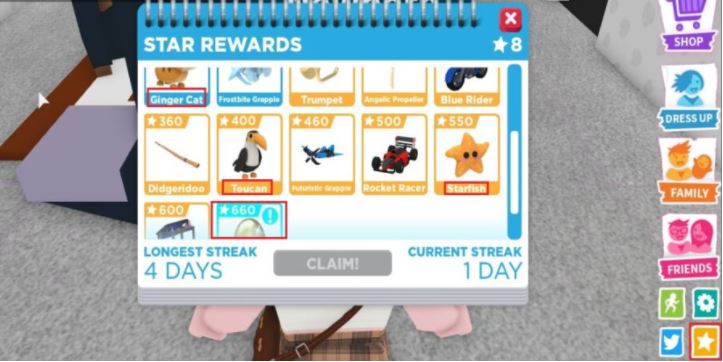 STAR REWARDS
8
Ginger Cat
Frostbite Grapple
Trumpet
Angelic Propeller
Blue Rider
360
400
460
500
550
Didgeridoo
Toucan
Futuristic Grappler
Rocket Racer
Starfish
600
660
!
LONGEST STREAK
4 DAYS
CLAIM!
CURRENT STREAK
1 DAY
SHOP
DRESS UP
FAMILY
FRIENDS